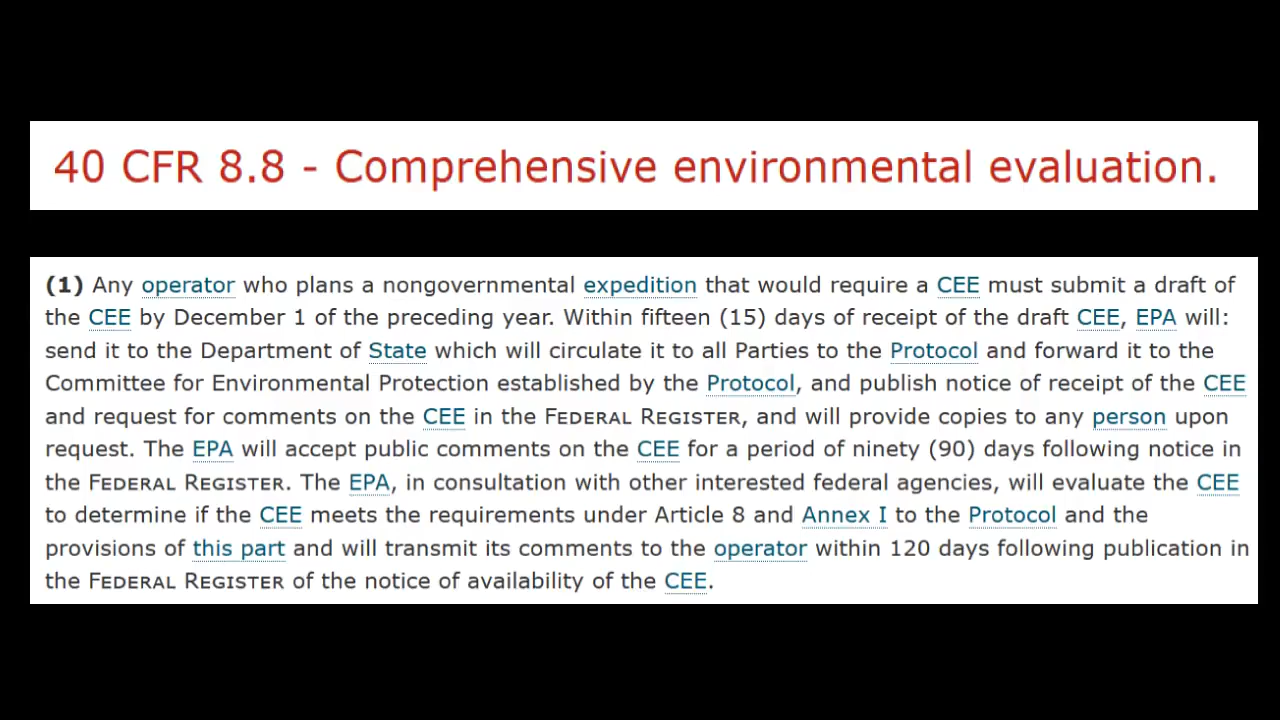 40 CFR 8.8 - Comprehensive environmental evaluation.
(1) Any operator who plans a nongovernmental expedition that would require a CEE must submit a draft of
the CEE by December 1 of the preceding year. Within fifteen (15) days of receipt of the draft CEE, EPA will:
send it to the Department of State which will circulate it to all Parties to the Protocol and forward it to the
Committee for Environmental Protection established by the Protocol, and publish notice of receipt of the CEE
and request for comments on the CEE in the FEDERAL REGISTER, and will provide copies to any person upon
request. The EPA will accept public comments on the CEE for a period of ninety (90) days following notice in
the FEDERAL REGISTER. The EPA, in consultation with other interested federal agencies, will evaluate the CEE
to determine if the CEE meets the requirements under Article 8 and Annex I to the Protocol and the
provisions of this part and will transmit its comments to the operator within 120 days following publication in
the FEDERAL REGISTER of the notice of availability of the CEE.